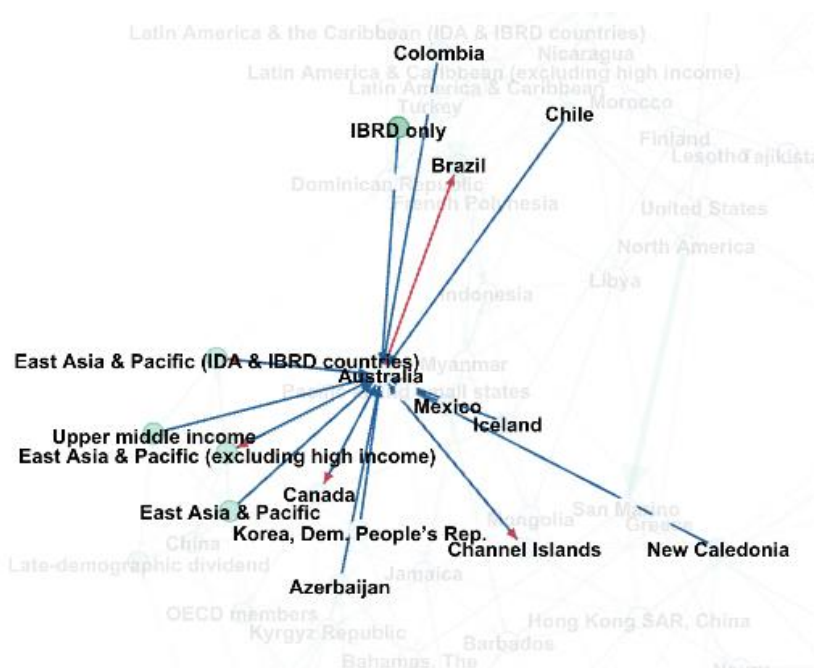 Latin America & the Caribbean (IDA & IBRD countries)
Colombia
Nicaragua
Latin America & Caribbean (excluding high income)
Latin America & Caribbean
Turkey
Morocco
Chile
IBRD only
Finland
Lesotho
Tajikista
Brazil
Dominican Republic
French Polynesia
United States
North America
Libya
Indonesia
East Asia & Pacific (IDA & IBRD countries)
Myanmar
Australia
small states
Mexico
Iceland
Upper middle income
East Asia & Pacific (excluding high income)
Canada
East Asia & Pacific
San Marino
Mongolia
Greece
Korea, Dem. People's Rep.
China
Channel Islands
New Caledonia
Late-demographic dividend
Jamaica
Azerbaijan
OECD members
Hong Kong SAR, China
Kyrgyz Republic
Barbados
Bahamas, The